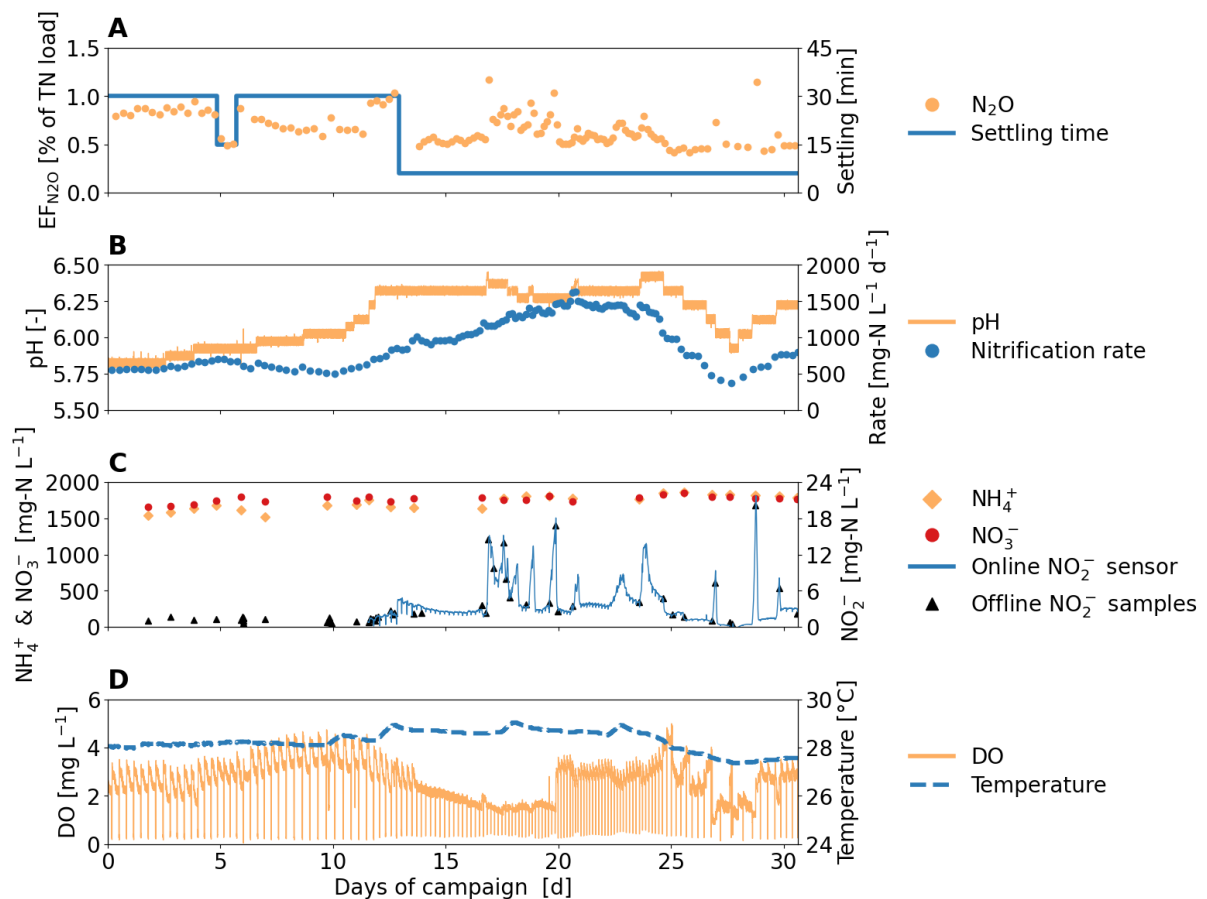 A
EF_N2O [% of TN load]
1.5
1.0
0.5
0.0
45
30
15
0
Settling [min]
N₂O
Settling time
B
pH [-]
6.50
6.25
6.00
5.75
5.50
2000
1500
1000
500
0
Rate [mg-N L⁻¹ d⁻¹]
pH
Nitrification rate
C
NH₄⁺ & NO₃⁻ [mg-N L⁻¹]
2000
1500
1000
500
0
24
18
12
6
0
NO₂⁻ [mg-N L⁻¹]
NH₄⁺
NO₃⁻
Online NO₂⁻ sensor
Offline NO₂⁻ samples
D
DO [mg L⁻¹]
6
4
2
0
30
28
26
24
Temperature [°C]
DO
Temperature
0 5 10 15 20 25 30
Days of campaign [d]